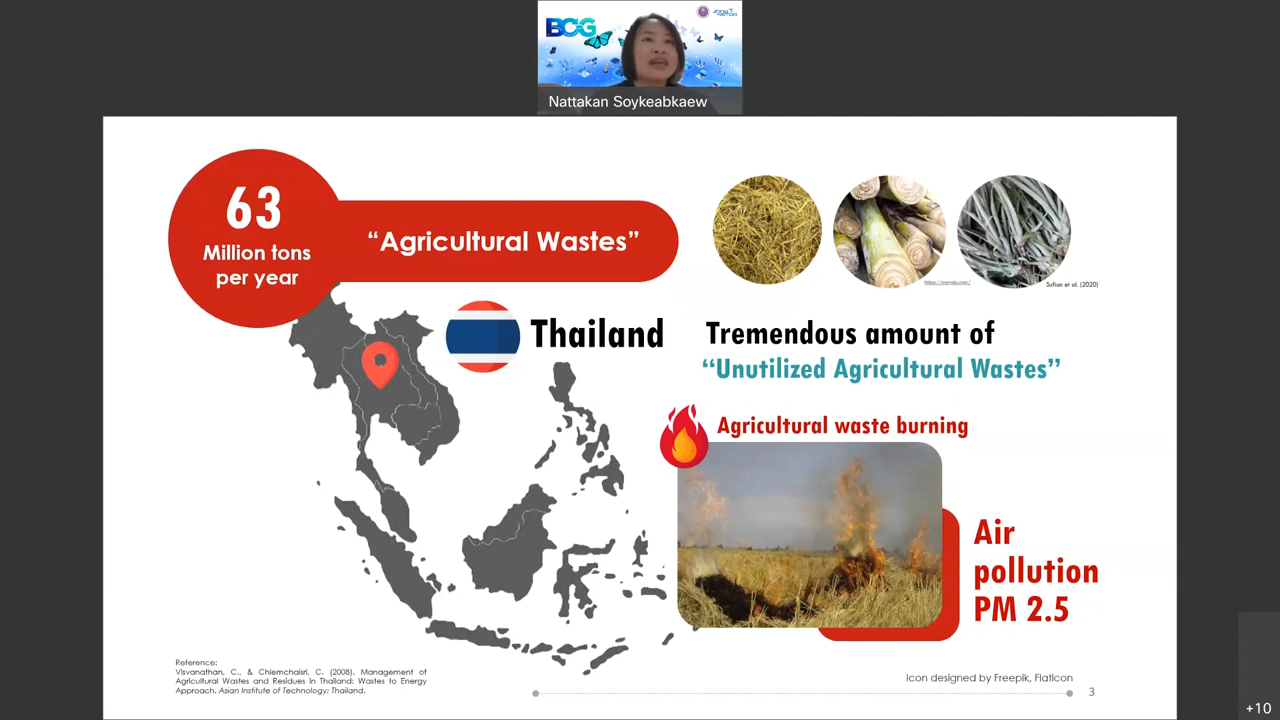 BCG
Nattakan Soykeabkaew
63
Million tons
per year
“Agricultural Wastes”
Sufian et al. (2020)
Thailand
Tremendous amount of
“Unutilized Agricultural Wastes”
Agricultural waste burning
Air
pollution
PM 2.5
Reference:
Visvanathan, C., & Chiemchaisri, C. (2008). Management of
Agricultural Wastes and Residues in Thailand: Wastes to Energy
Approach. Asian Institute of Technology: Thailand.
Icon designed by Freepik, Flaticon
3
+10